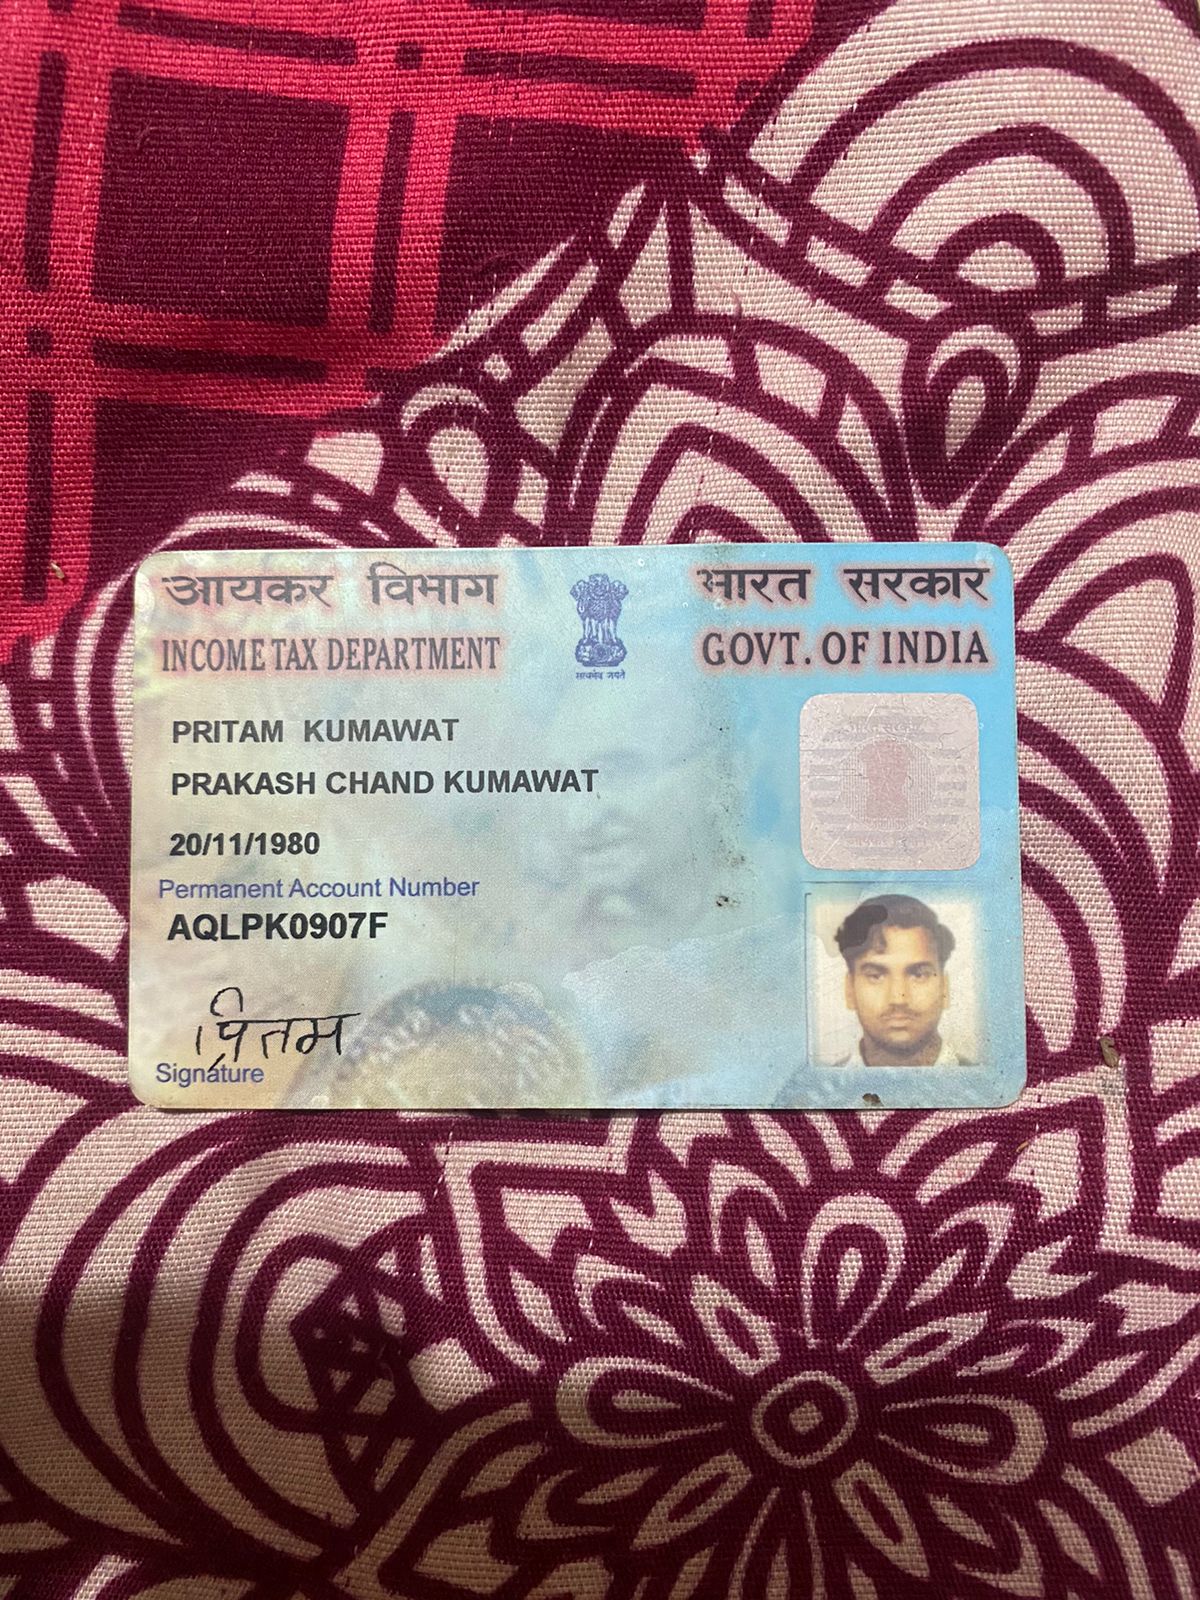 आयकर विभाग
INCOME TAX DEPARTMENT
सत्यमेव जयते
भारत सरकार
GOVT. OF INDIA
PRITAM KUMAWAT
PRAKASH CHAND KUMAWAT
20/11/1980
Permanent Account Number
AQLPK0907F
प्रितम
Signature